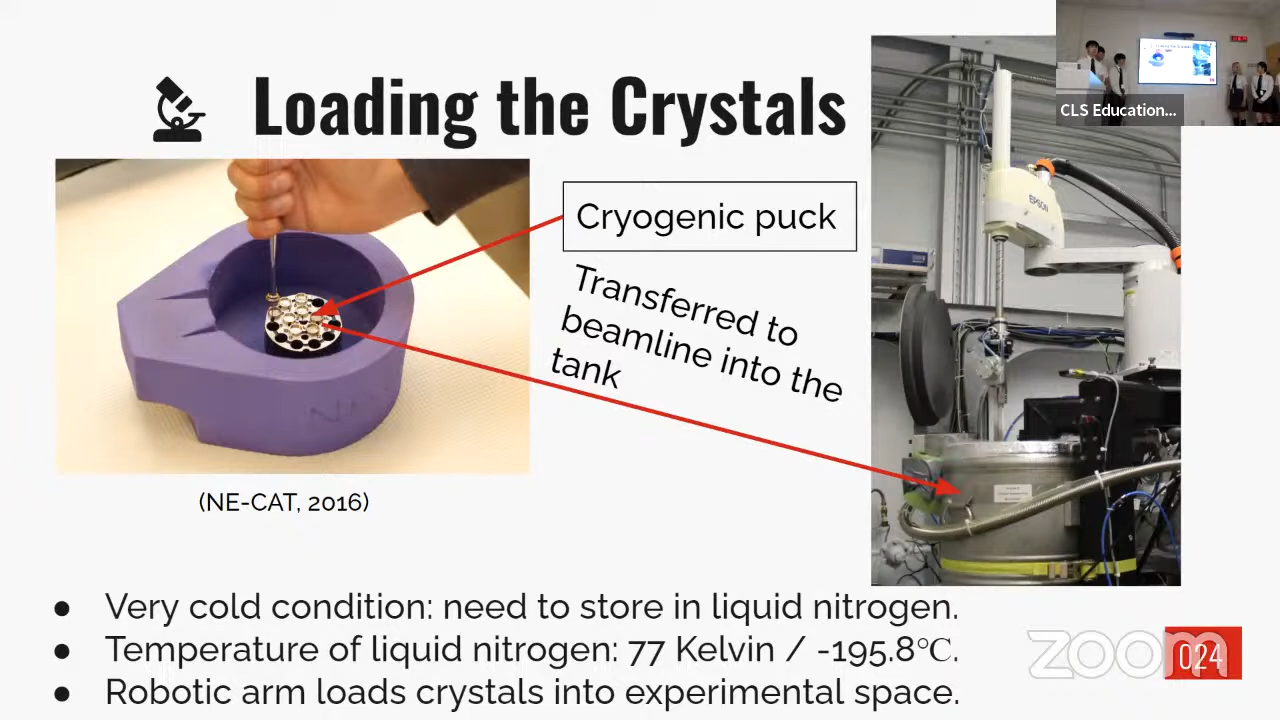 CLS Education...
Loading the Crystals
Cryogenic puck
Transferred to
beamline into the
tank
EPSON
(NE-CAT, 2016)
● Very cold condition: need to store in liquid nitrogen.
● Temperature of liquid nitrogen: 77 Kelvin / -195.8℃.
● Robotic arm loads crystals into experimental space.
zoom
024